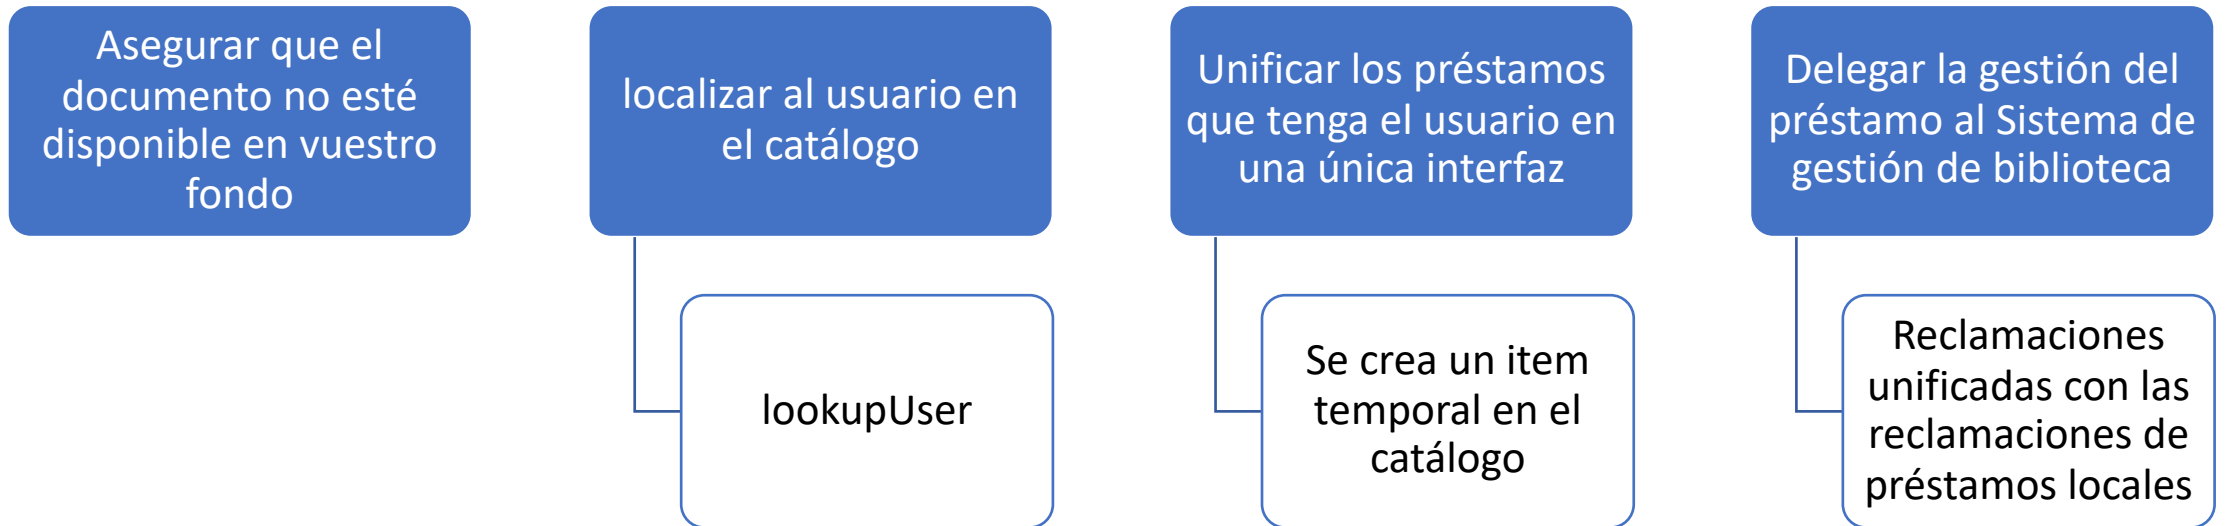 Asegurar que el
documento no esté
disponible en vuestro
fondo
localizar al usuario en
el catálogo
lookupUser
Unificar los préstamos
que tenga el usuario en
una única interfaz
Se crea un item
temporal en el
catálogo
Delegar la gestión del
préstamo al Sistema de
gestión de biblioteca
Reclamaciones
unificadas con las
reclamaciones de
préstamos locales